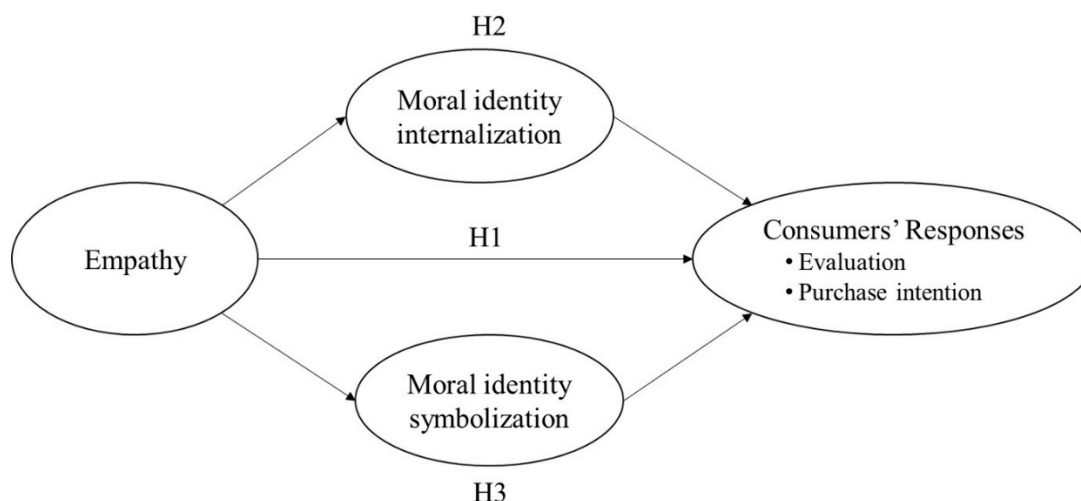 H2
Moral identity
internalization
Empathy
H1
Consumers’ Responses
• Evaluation
• Purchase intention
Moral identity
symbolization
H3